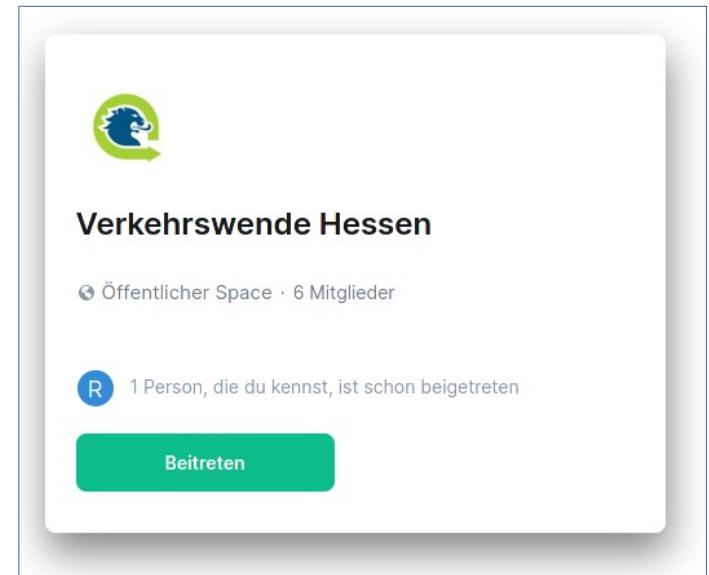 Verkehrswende Hessen
Öffentlicher Space · 6 Mitglieder
R 1 Person, die du kennst, ist schon beigetreten
Beitreten